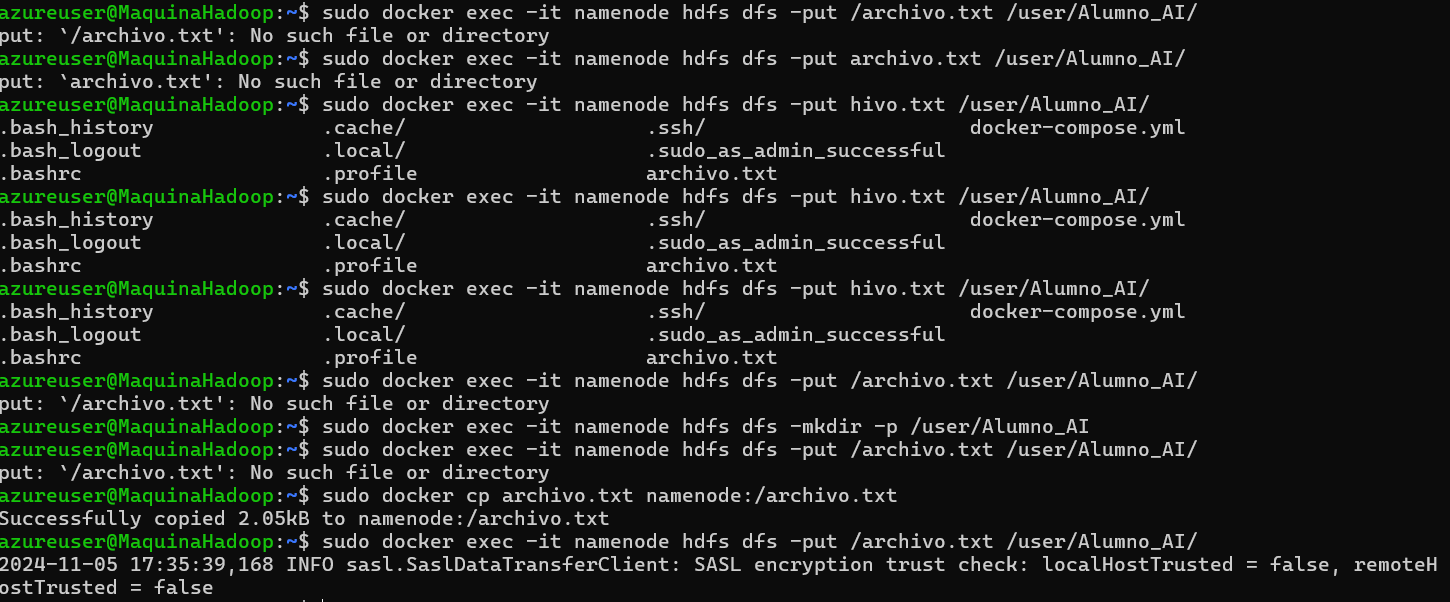 azureuser@MaquinaHadoop:~$ sudo docker exec -it namenode hdfs dfs -put /archivo.txt /user/Alumno_AI/
put: `/archivo.txt': No such file or directory
azureuser@MaquinaHadoop:~$ sudo docker exec -it namenode hdfs dfs -put archivo.txt /user/Alumno_AI/
put: `archivo.txt': No such file or directory
azureuser@MaquinaHadoop:~$ sudo docker exec -it namenode hdfs dfs -put hivo.txt /user/Alumno_AI/
.bash_history .cache/ .ssh/ docker-compose.yml
.bash_logout .local/ .sudo_as_admin_successful
.bashrc .profile archivo.txt
azureuser@MaquinaHadoop:~$ sudo docker exec -it namenode hdfs dfs -put hivo.txt /user/Alumno_AI/
.bash_history .cache/ .ssh/ docker-compose.yml
.bash_logout .local/ .sudo_as_admin_successful
.bashrc .profile archivo.txt
azureuser@MaquinaHadoop:~$ sudo docker exec -it namenode hdfs dfs -put hivo.txt /user/Alumno_AI/
.bash_history .cache/ .ssh/ docker-compose.yml
.bash_logout .local/ .sudo_as_admin_successful
.bashrc .profile archivo.txt
azureuser@MaquinaHadoop:~$ sudo docker exec -it namenode hdfs dfs -put /archivo.txt /user/Alumno_AI/
put: `/archivo.txt': No such file or directory
azureuser@MaquinaHadoop:~$ sudo docker exec -it namenode hdfs dfs -mkdir -p /user/Alumno_AI
azureuser@MaquinaHadoop:~$ sudo docker exec -it namenode hdfs dfs -put /archivo.txt /user/Alumno_AI/
put: `/archivo.txt': No such file or directory
azureuser@MaquinaHadoop:~$ sudo docker cp archivo.txt namenode:/archivo.txt
Successfully copied 2.05kB to namenode:/archivo.txt
azureuser@MaquinaHadoop:~$ sudo docker exec -it namenode hdfs dfs -put /archivo.txt /user/Alumno_AI/
2024-11-05 17:35:39,168 INFO sasl.SaslDataTransferClient: SASL encryption trust check: localHostTrusted = false, remoteH
ostTrusted = false